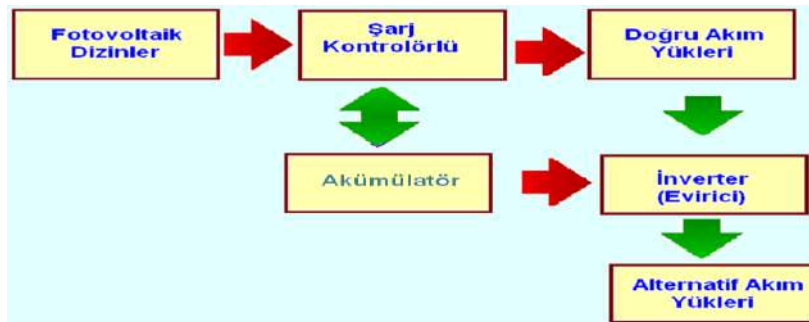 Fotovoltaik
Dizinler
Şarj
Kontrolörlü
Doğru Akım
Yükleri
Akümülatör
İnverter
(Evirici)
Alternatif Akım
Yükleri